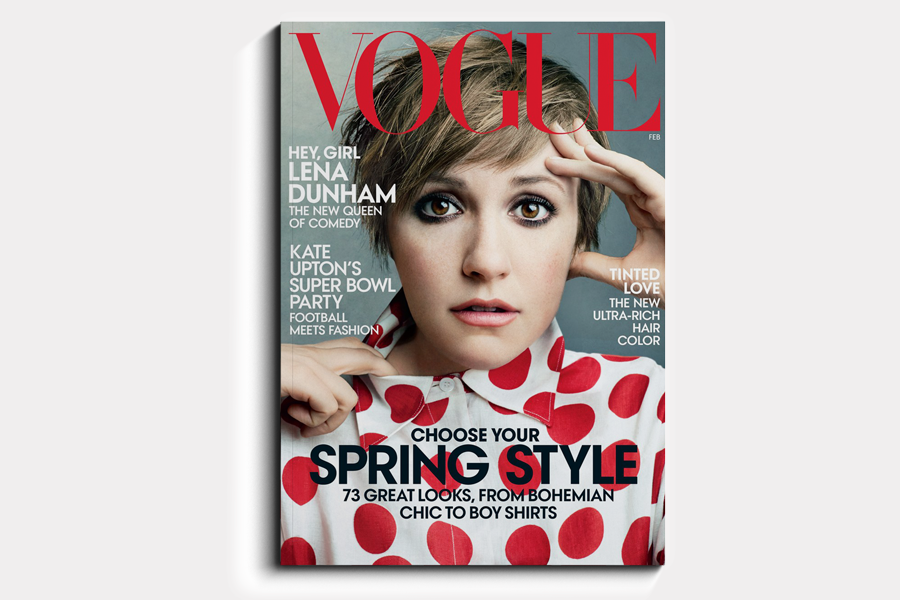 VOGUE
FEB
HEY, GIRL
LENA
DUNHAM
THE NEW QUEEN
OF COMEDY
KATE
UPTON'S
SUPER BOWL
PARTY
FOOTBALL
MEETS FASHION
TINTED
LOVE
THE NEW
ULTRA-RICH
HAIR
COLOR
CHOOSE YOUR
SPRING STYLE
73 GREAT LOOKS, FROM BOHEMIAN
CHIC TO BOY SHIRTS